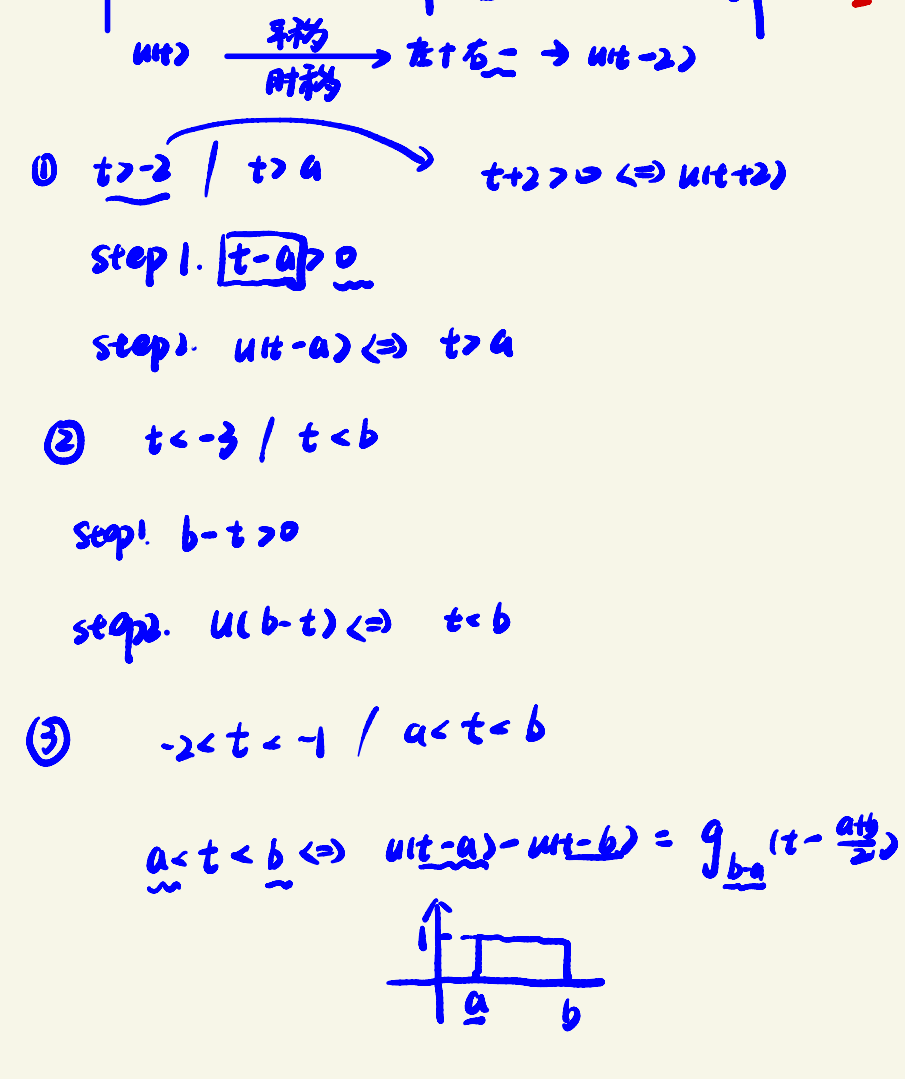 u(t) 平移 时移 → 左+右- → u(t-2)
① t>-2 / t>a t+2>0 <=> u(t+2)
step1. t-a>0
step2. u(t-a) <=> t>a
② t<-3 / t<b
step1. b-t>0
step2. u(b-t) <=> t<b
③ -2<t<-1 / a<t<b
a<t<b <=> u(t-a)-u(t-b) = g_{b-a}(t-\frac{a+b}{2})
1
a b